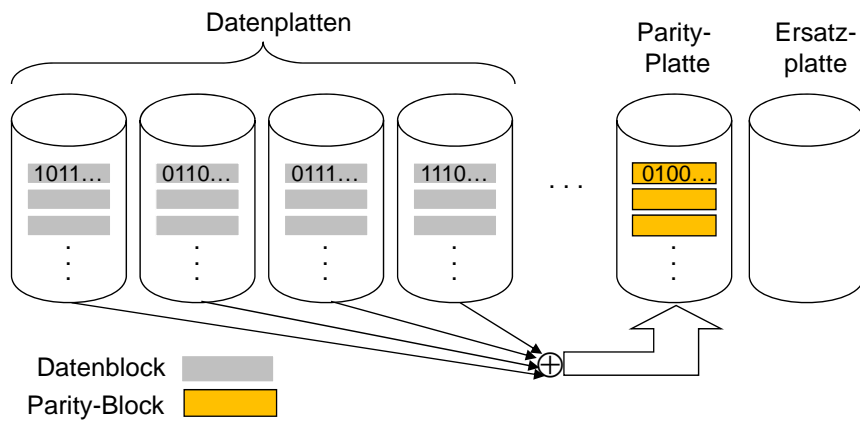 Datenplatten
Parity-
Platte
Ersatz-
platte
1011…
0110…
0111…
1110…
. . .
0100…
Datenblock
Parity-Block